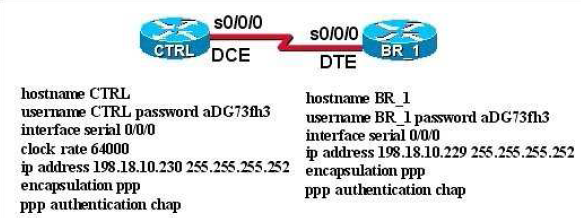 s0/0/0
s0/0/0
CTRL
DCE
DTE
BR_1
hostname CTRL
username CTRL password aDG73fh3
interface serial 0/0/0
clock rate 64000
ip address 198.18.10.230 255.255.255.252
encapsulation ppp
ppp authentication chap
hostname BR_1
username BR_1 password aDG73fh3
interface serial 0/0/0
ip address 198.18.10.229 255.255.255.252
encapsulation ppp
ppp authentication chap